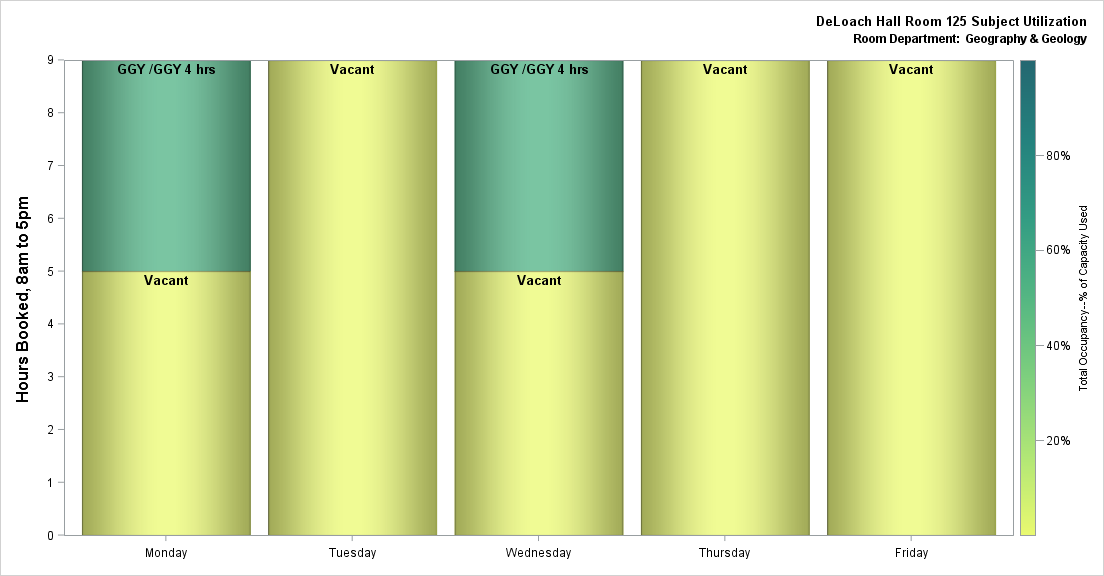 DeLoach Hall Room 125 Subject Utilization
Room Department: Geography & Geology
Hours Booked, 8am to 5pm
9
8
7
6
5
4
3
2
1
0
GGY /GGY 4 hrs
Vacant
GGY /GGY 4 hrs
Vacant
Vacant
Vacant
Vacant
Monday
Tuesday
Wednesday
Thursday
Friday
80%
60%
40%
20%
Total Occupancy--% of Capacity Used